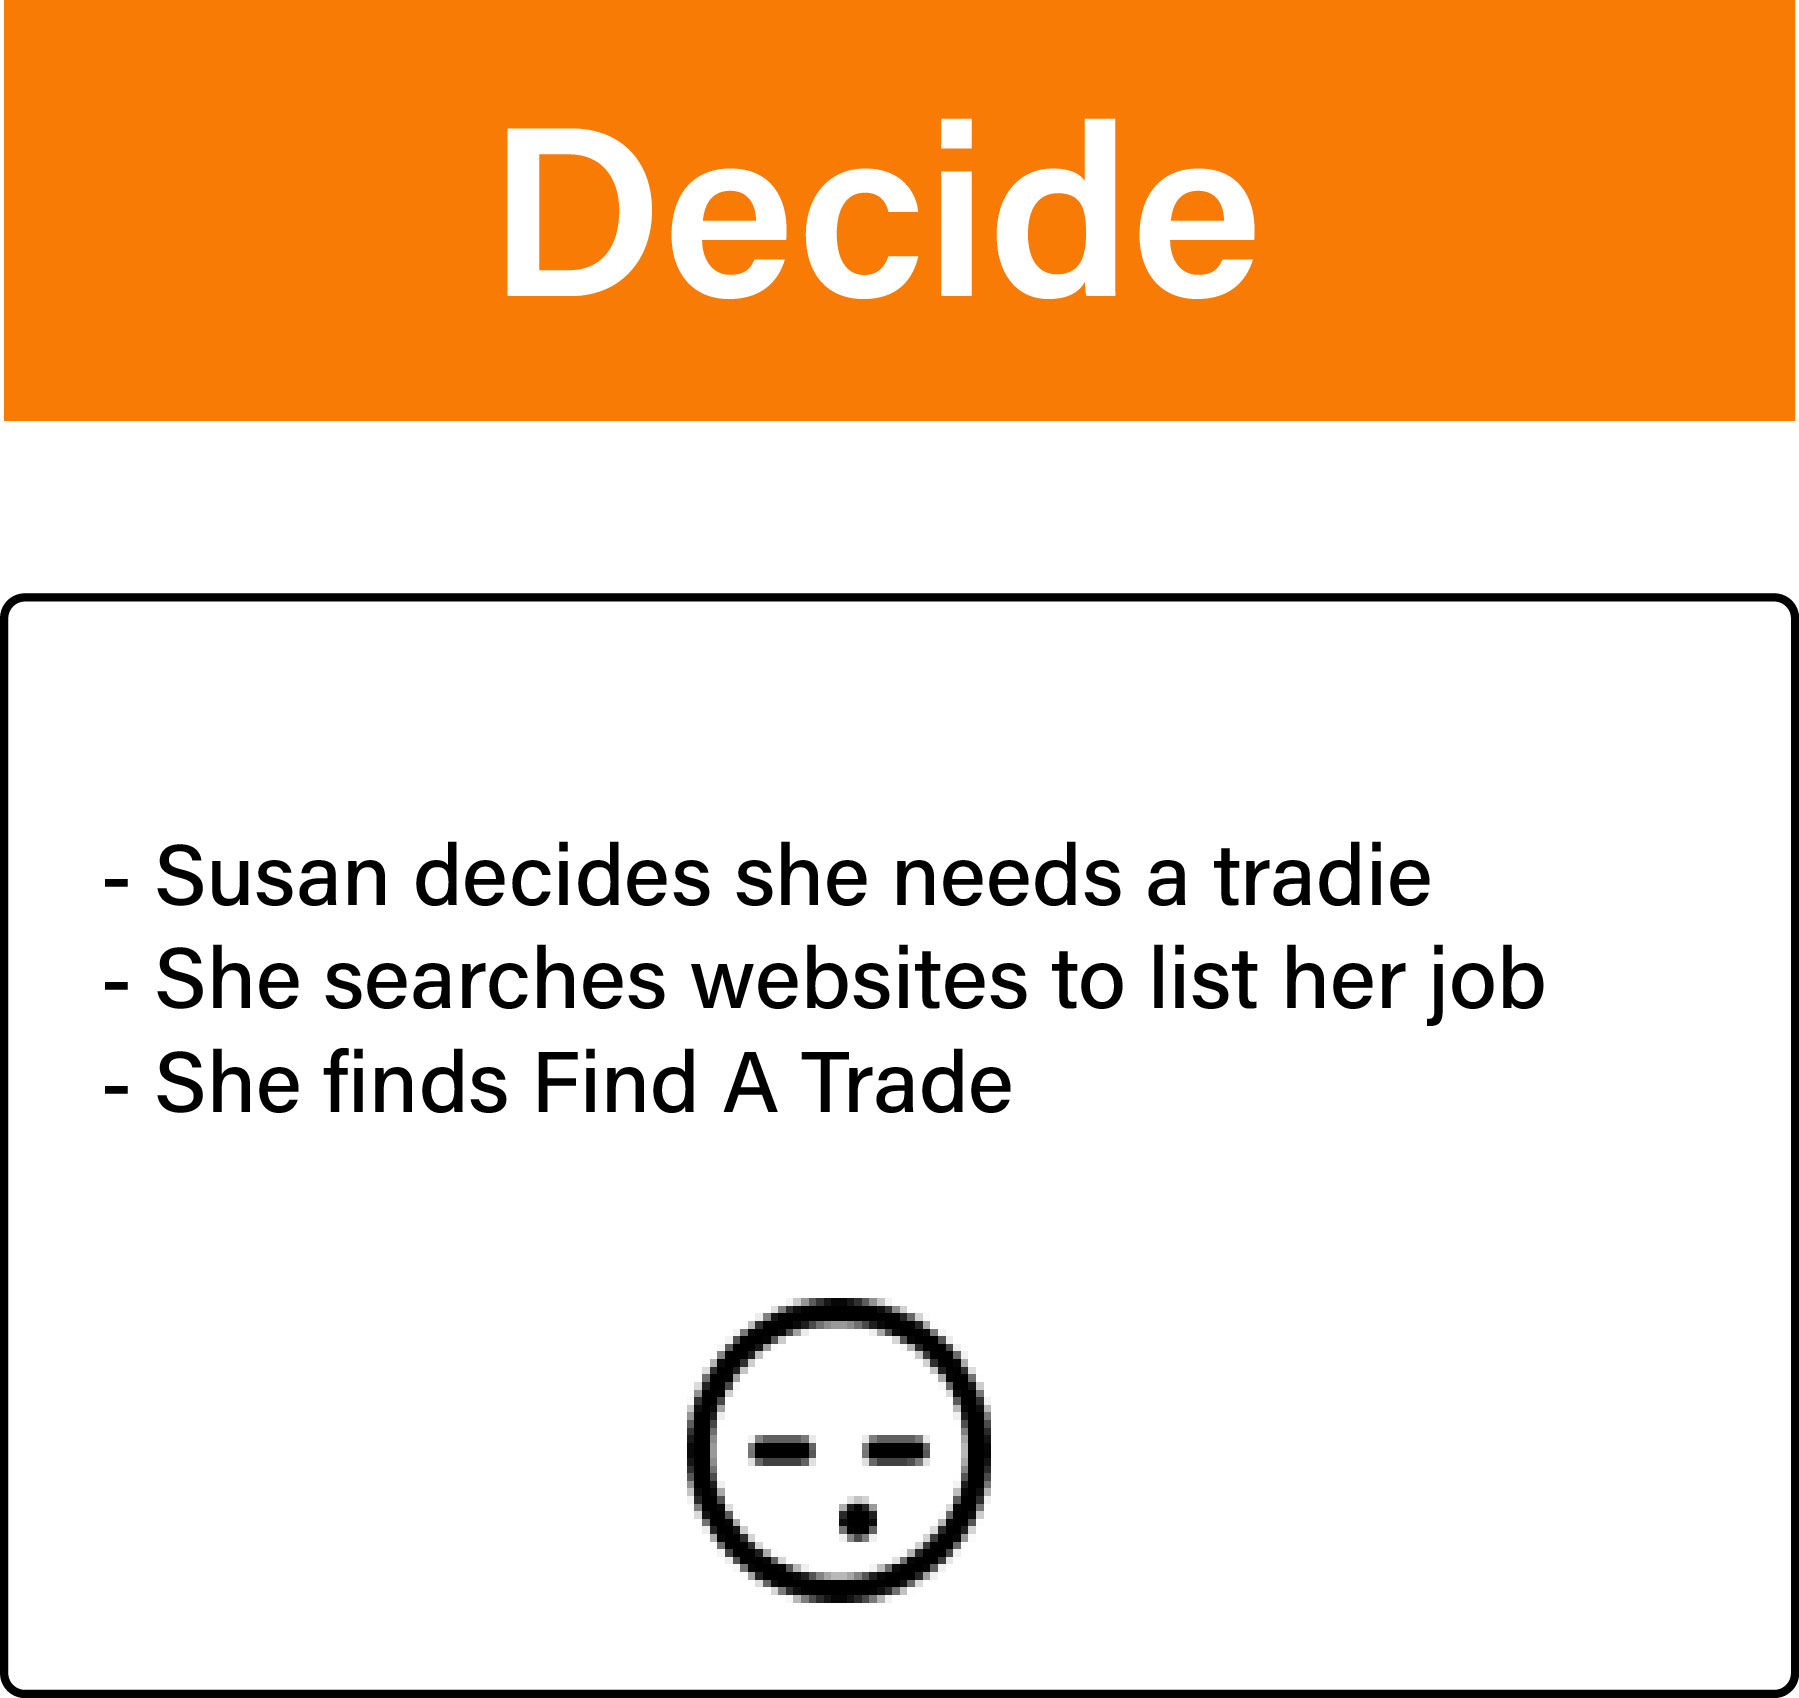 Decide
- Susan decides she needs a tradie
- She searches websites to list her job
- She finds Find A Trade